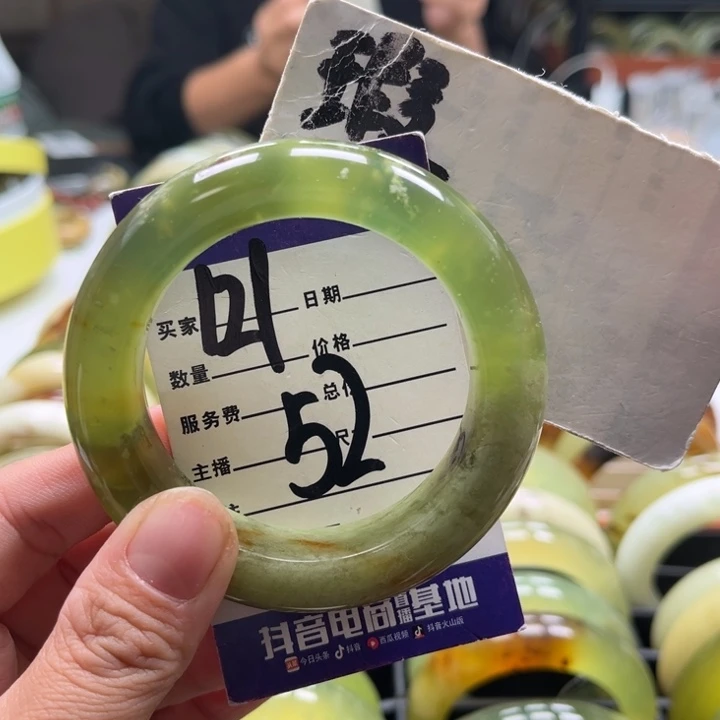 买家 叫 日期
数量 价格
服务费 总
主播 尺
52
抖音电商直播基地
今日头条 抖音 西瓜视频 抖音火山版